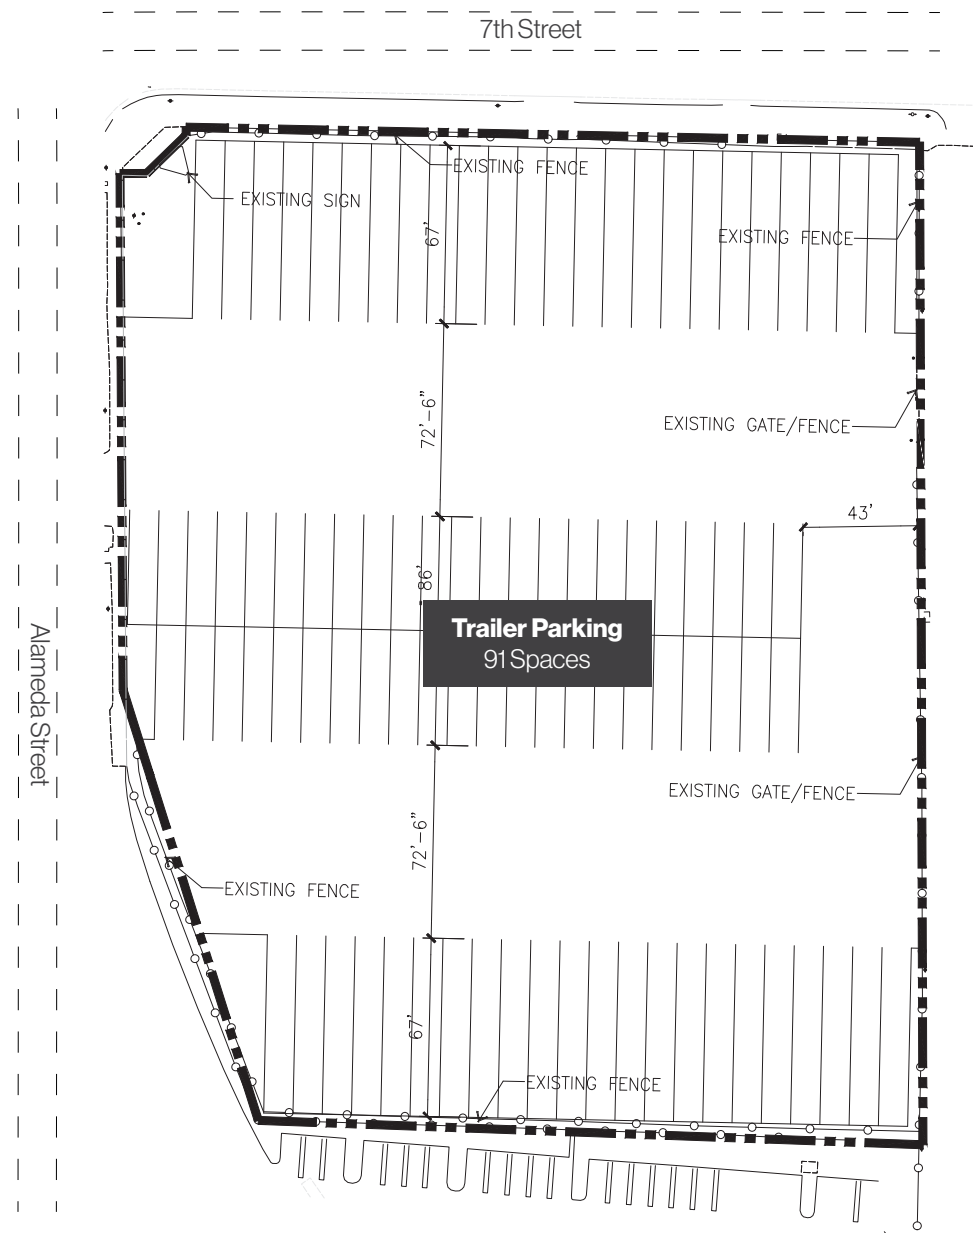 7th Street
EXISTING FENCE
EXISTING SIGN
67'
EXISTING FENCE
72'-6"
EXISTING GATE/FENCE
43'
86'
Trailer Parking
91 Spaces
Alameda Street
EXISTING GATE/FENCE
72'-6"
EXISTING FENCE
67'
EXISTING FENCE